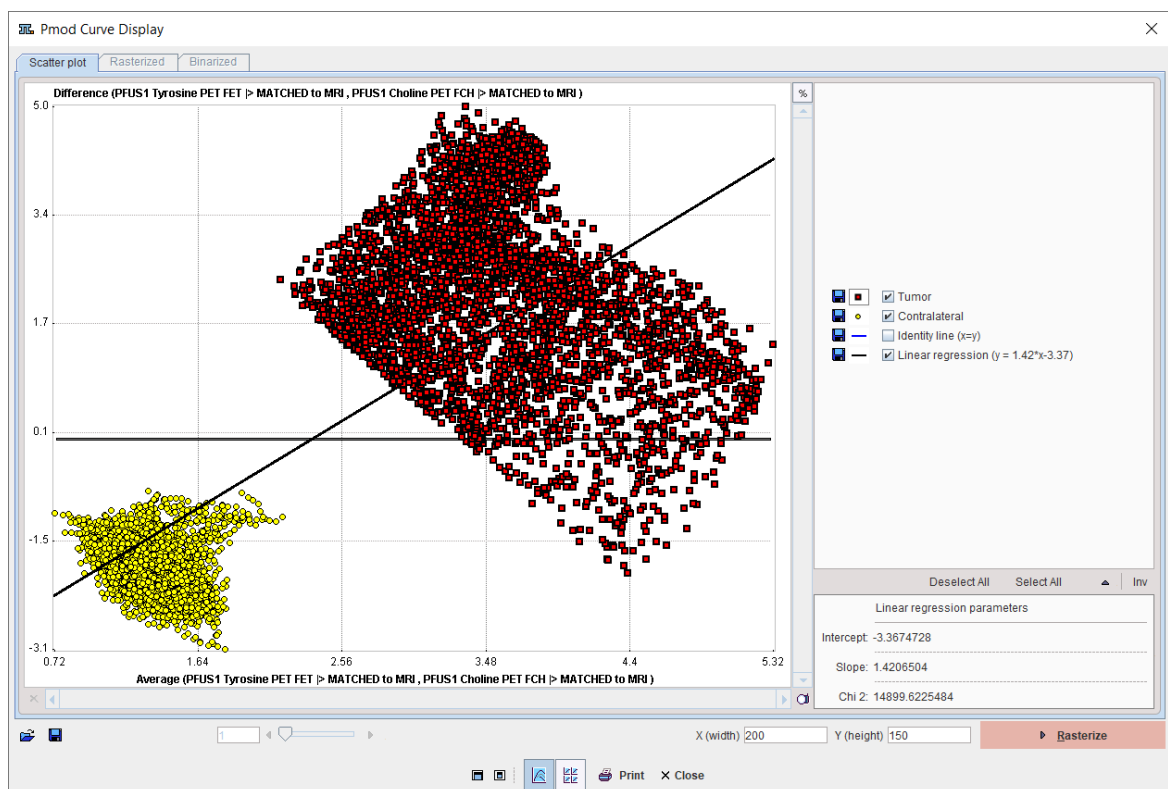 Pmod Curve Display
Scatter plot Rasterized Binarized
Difference (PFUS1 Tyrosine PET FET |> MATCHED to MRI , PFUS1 Choline PET FCH |> MATCHED to MRI )
%
5.0
3.4
1.7
0.1
-1.5
-3.1
0.72 1.64 2.56 3.48 4.4 5.32
Average (PFUS1 Tyrosine PET FET |> MATCHED to MRI , PFUS1 Choline PET FCH |> MATCHED to MRI )
Tumor
Contralateral
Identity line (x=y)
Linear regression (y = 1.42*x-3.37)
Deselect All Select All Inv
Linear regression parameters
Intercept: -3.3674728
Slope: 1.4206504
Chi 2: 14899.6225484
1 X (width) 200 Y (height) 150 Rasterize
Print Close